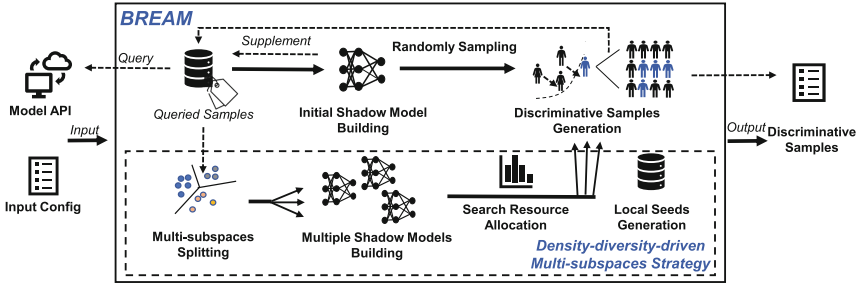 BREAM
Query
Supplement
Randomly Sampling
Model API
Queried Samples
Initial Shadow Model
Building
Discriminative Samples
Generation
Input
Output
Discriminative
Samples
Input Config
Multi-subspaces
Splitting
Multiple Shadow Models
Building
Search Resource
Allocation
Local Seeds
Generation
Density-diversity-driven
Multi-subspaces Strategy